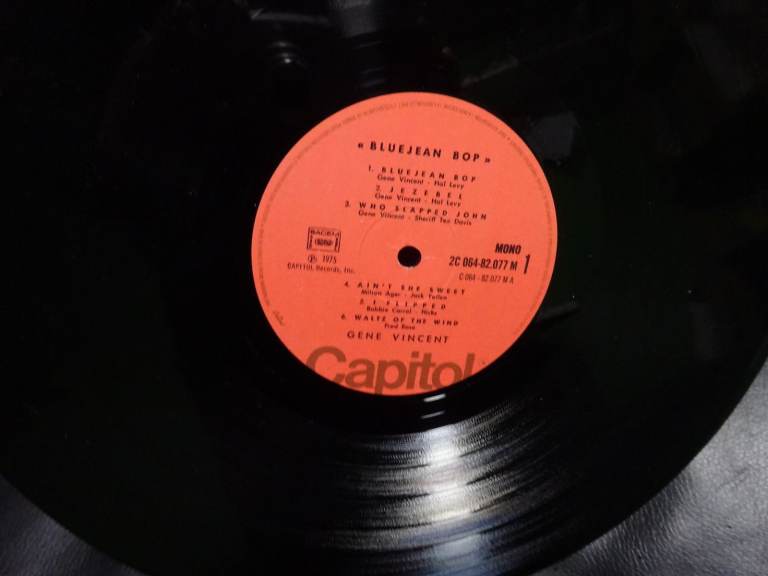 « BLUEJEAN BOP »
1. BLUEJEAN BOP
Gene Vincent - Hal Levy
2. JEZEBEL
Gene Vincent - Hal Levy
3. WHO SLAPPED JOHN
Gene Vincent - Sheriff Tex Davis
SACEM
℗ 1975
CAPITOL Records, Inc.
MONO
2C 064-82.077 M 1
C 064-82.077 M A
4. AIN'T SHE SWEET
Milton Ager - Jack Yellen
5. I FLIPPED
Bobbie Carrol - Nicks
6. WALTZ OF THE WIND
Fred Rose
GENE VINCENT
Capitol